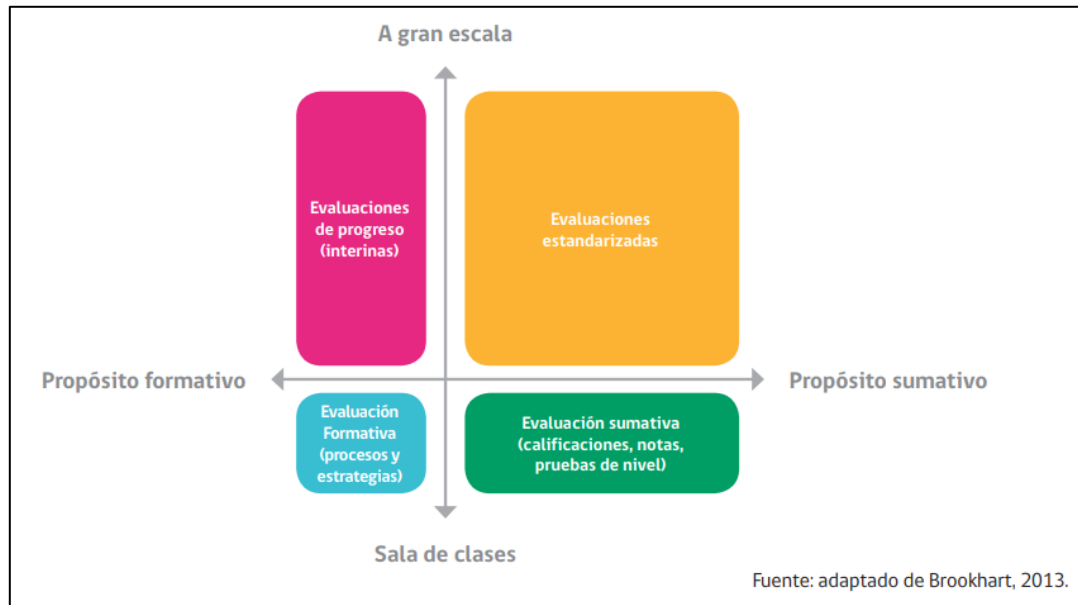 A gran escala
Evaluaciones
de progreso
(interinas)
Evaluaciones
estandarizadas
Propósito formativo
Propósito sumativo
Evaluación
Formativa
(procesos y
estrategias)
Evaluación sumativa
(calificaciones, notas,
pruebas de nivel)
Sala de clases
Fuente: adaptado de Brookhart, 2013.